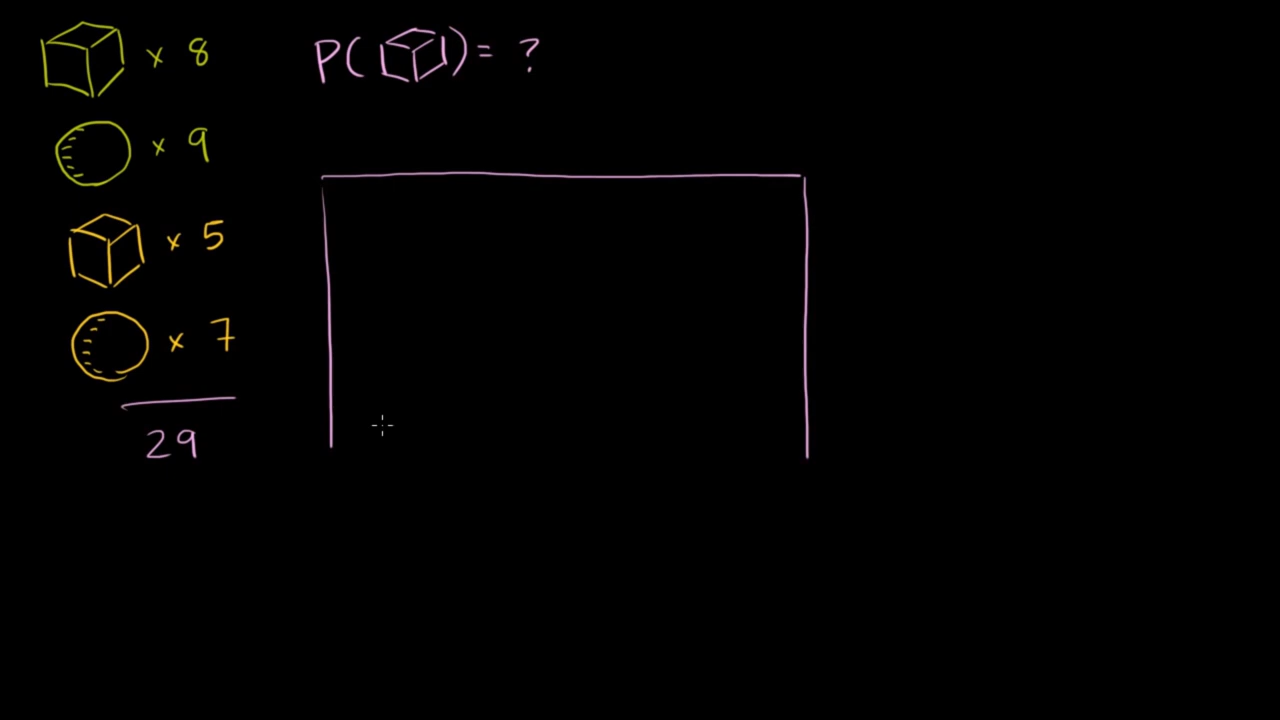 x 8
P( ) = ?
x 9
x 5
x 7
29